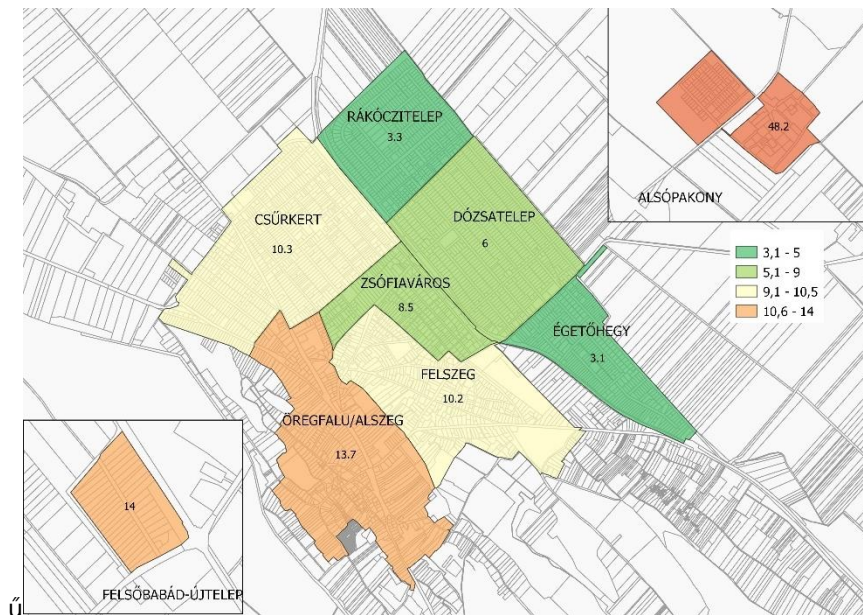 RÁKÓCZITELEP
3.3
48.2
ALSÓPAKONY
CSŰRKERT
10.3
DÓZSATELEP
6
3,1 - 5
5,1 - 9
9,1 - 10,5
10,6 - 14
ZSÓFIAVÁROS
8.5
ÉGETŐHEGY
3.1
FELSZEG
10.2
ÖREGFALU/ALSZEG
13.7
14
FELSŐBABÁD-ÚJTELEP
ű